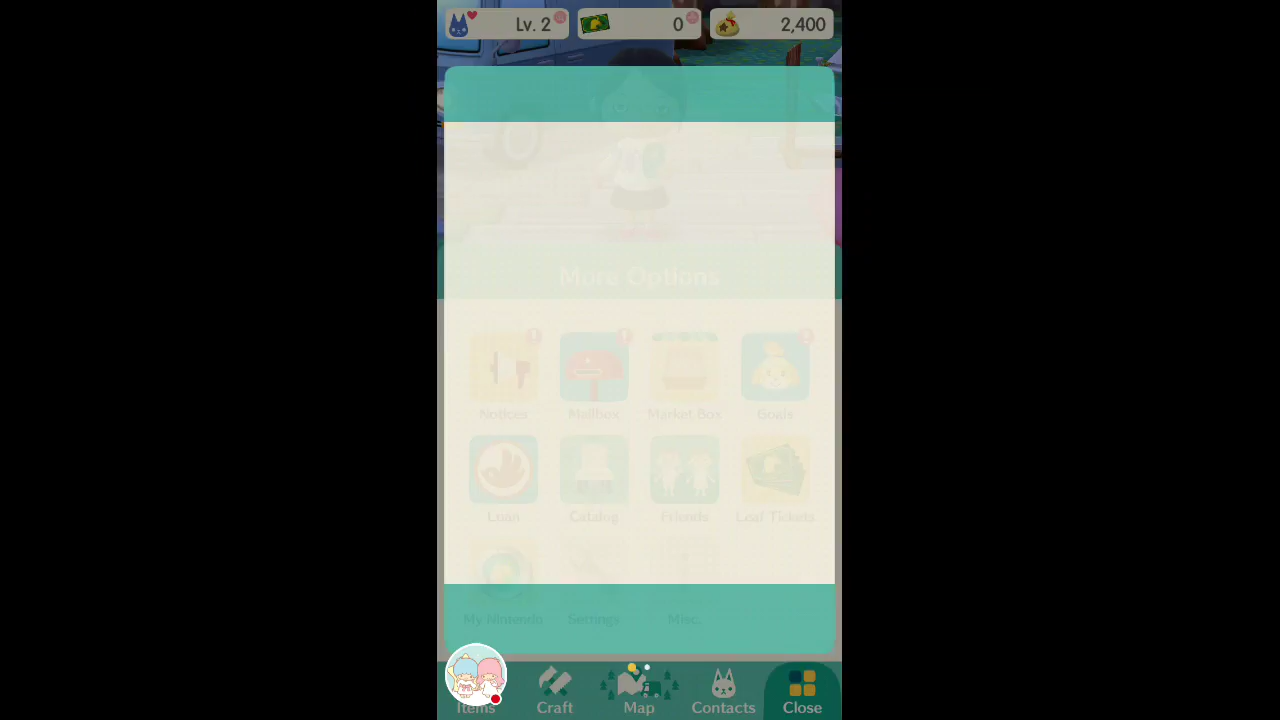 Lv. 2 0 2,400
More Options
Notices Mailbox Market Box Goals
Loan Catalog Friends Leaf Tickets
My Nintendo Settings Misc.
Items Craft Map Contacts Close